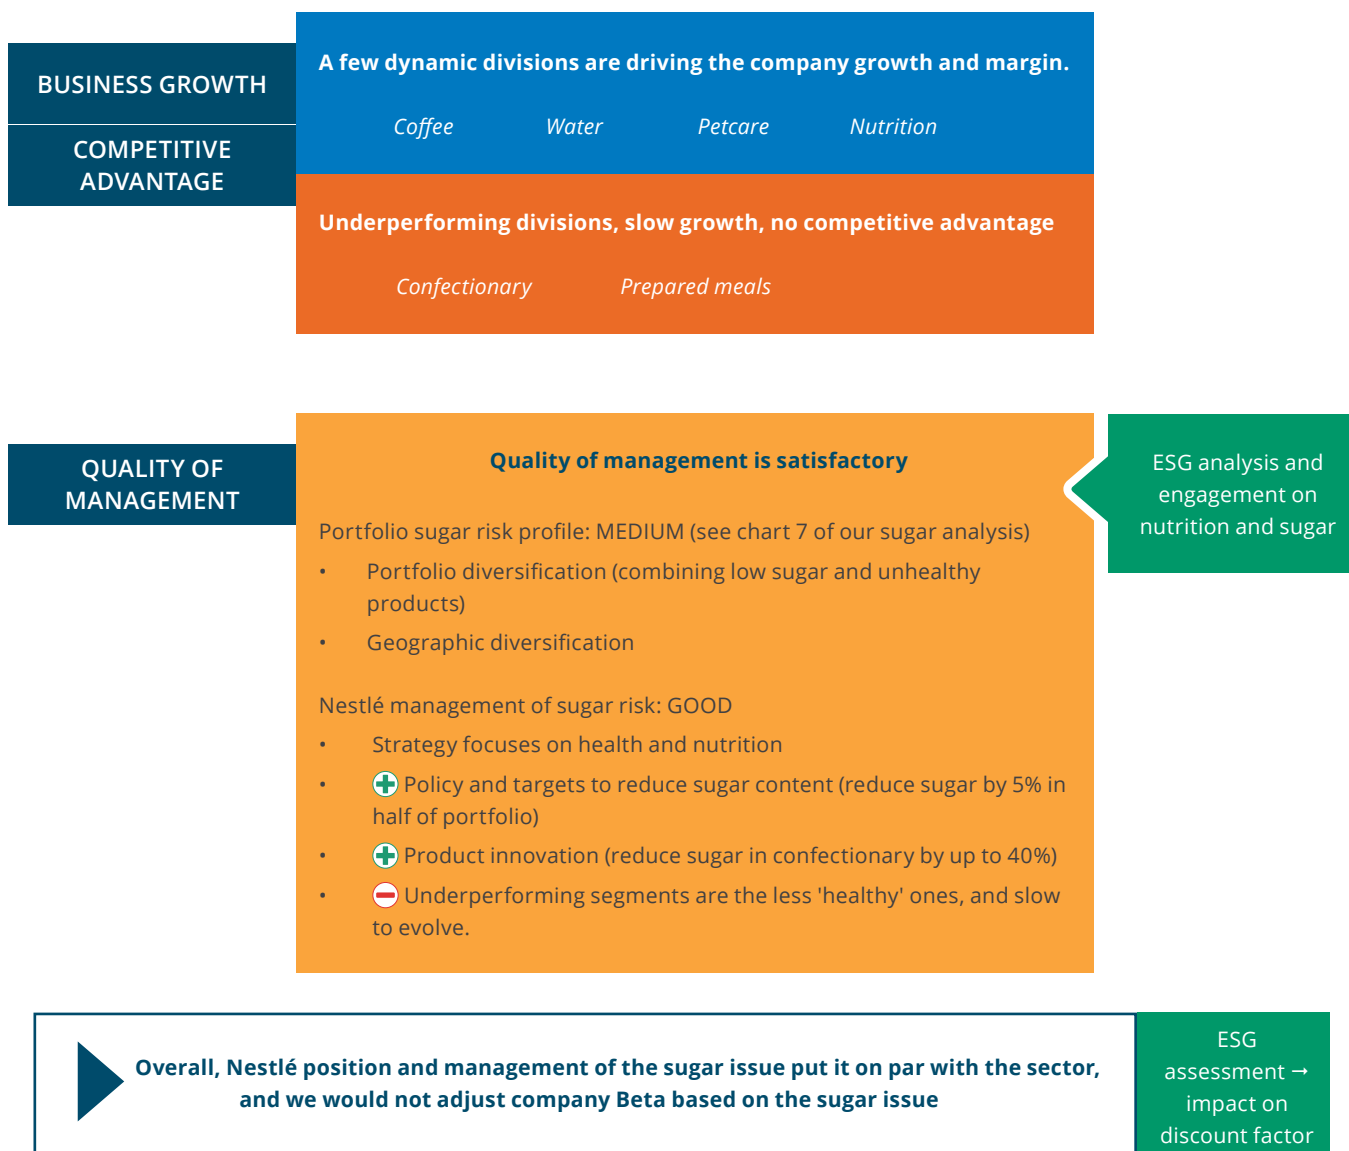 BUSINESS GROWTH
COMPETITIVE
ADVANTAGE
A few dynamic divisions are driving the company growth and margin.
Coffee Water Petcare Nutrition
Underperforming divisions, slow growth, no competitive advantage
Confectionary Prepared meals
QUALITY OF
MANAGEMENT
Quality of management is satisfactory
Portfolio sugar risk profile: MEDIUM (see chart 7 of our sugar analysis)
• Portfolio diversification (combining low sugar and unhealthy
products)
• Geographic diversification
Nestlé management of sugar risk: GOOD
• Strategy focuses on health and nutrition
• Policy and targets to reduce sugar content (reduce sugar by 5% in
half of portfolio)
• Product innovation (reduce sugar in confectionary by up to 40%)
• Underperforming segments are the less 'healthy' ones, and slow
to evolve.
ESG analysis and
engagement on
nutrition and sugar
Overall, Nestlé position and management of the sugar issue put it on par with the sector,
and we would not adjust company Beta based on the sugar issue
ESG
assessment →
impact on
discount factor